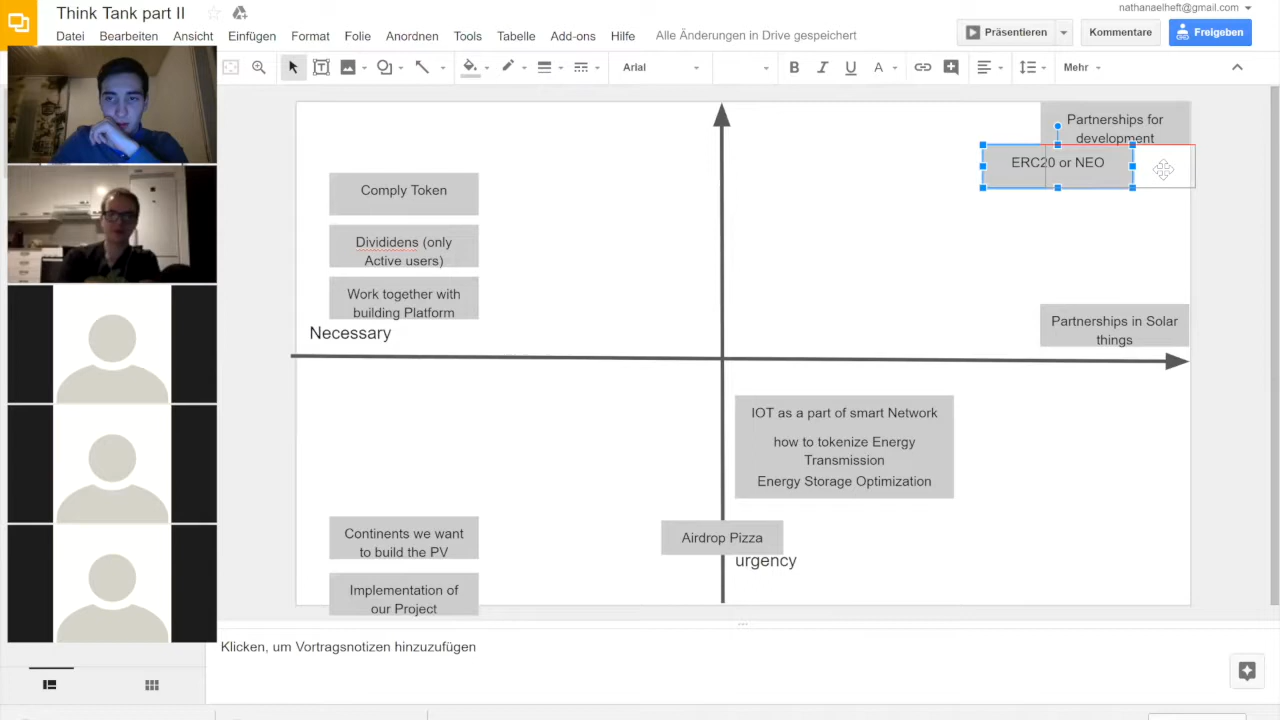 Think Tank part II
nathanaelheft@gmail.com
Datei Bearbeiten Ansicht Einfügen Format Folie Anordnen Tools Tabelle Add-ons Hilfe Alle Änderungen in Drive gespeichert
Präsentieren Kommentare Freigeben
Arial B I U A Mehr
Partnerships for
development
ERC20 or NEO
Comply Token
Divididens (only
Active users)
Work together with
building Platform
Necessary
Partnerships in Solar
things
IOT as a part of smart Network
how to tokenize Energy
Transmission
Energy Storage Optimization
Continents we want
to build the PV
Airdrop Pizza
urgency
Implementation of
our Project
Klicken, um Vortragsnotizen hinzuzufügen